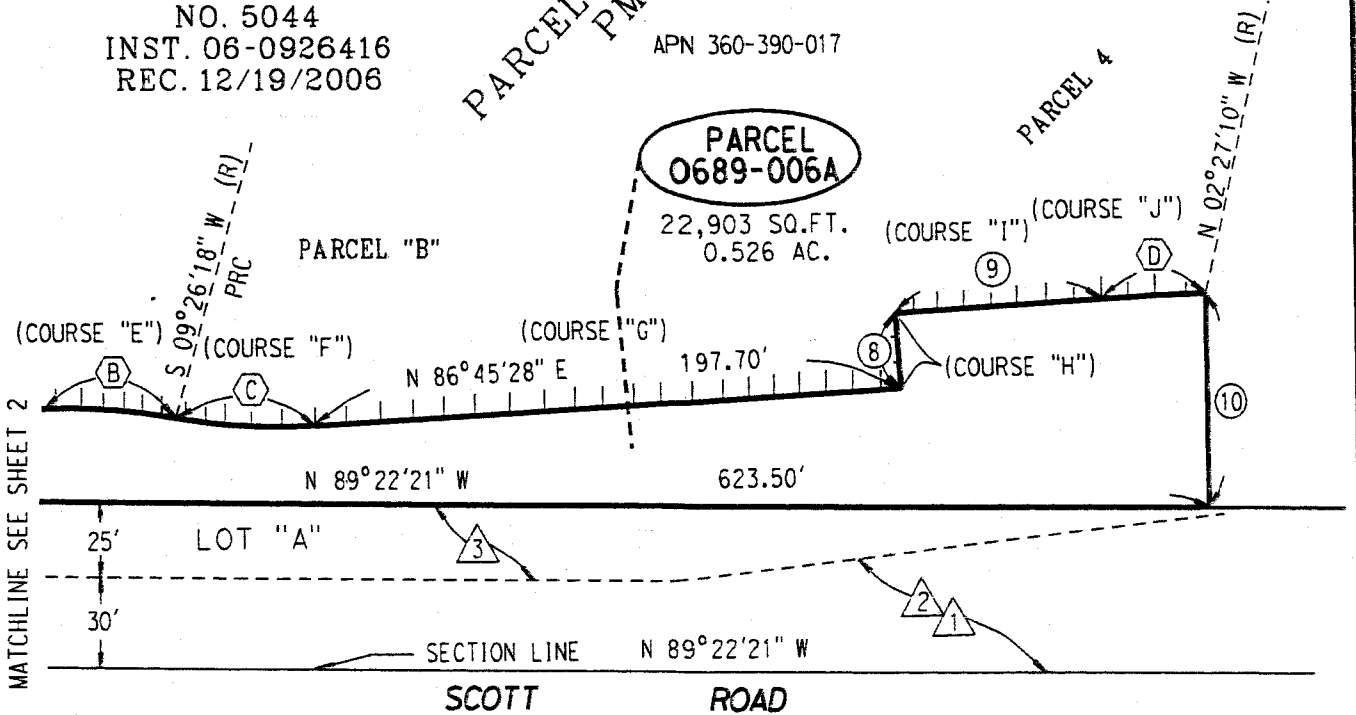 NO. 5044
INST. 06-0926416
REC. 12/19/2006
PARCEL
PM
APN 360-390-017
PARCEL 4
N 02°27'10" W (R)
PARCEL
0689-006A
22,903 SQ.FT.
0.526 AC.
S 09°26'18" W (R)
PRC
PARCEL "B"
(COURSE "I")
(COURSE "J")
9
D
(COURSE "E")
(COURSE "F")
(COURSE "G")
B
C
N 86°45'28" E
197.70'
8
(COURSE "H")
10
N 89°22'21" W
623.50'
MATCHLINE SEE SHEET 2
25'
LOT "A"
3
30'
2
1
SECTION LINE
N 89°22'21" W
SCOTT ROAD